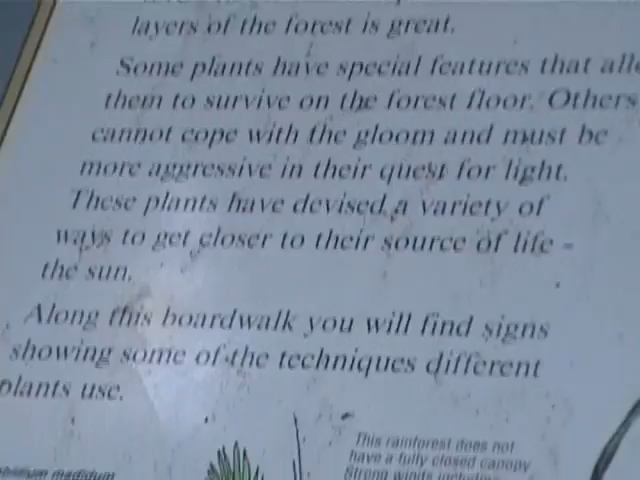 layers of the forest is great.
Some plants have special features that
them to survive on the forest floor. Others
cannot cope with the gloom and must be
more aggressive in their quest for light.
These plants have devised a variety of
ways to get closer to their source of life -
the sun.
Along this boardwalk you will find signs
showing some of the techniques different
plants use.
This rainforest does not
have a fully closed canopy
Strong winds including